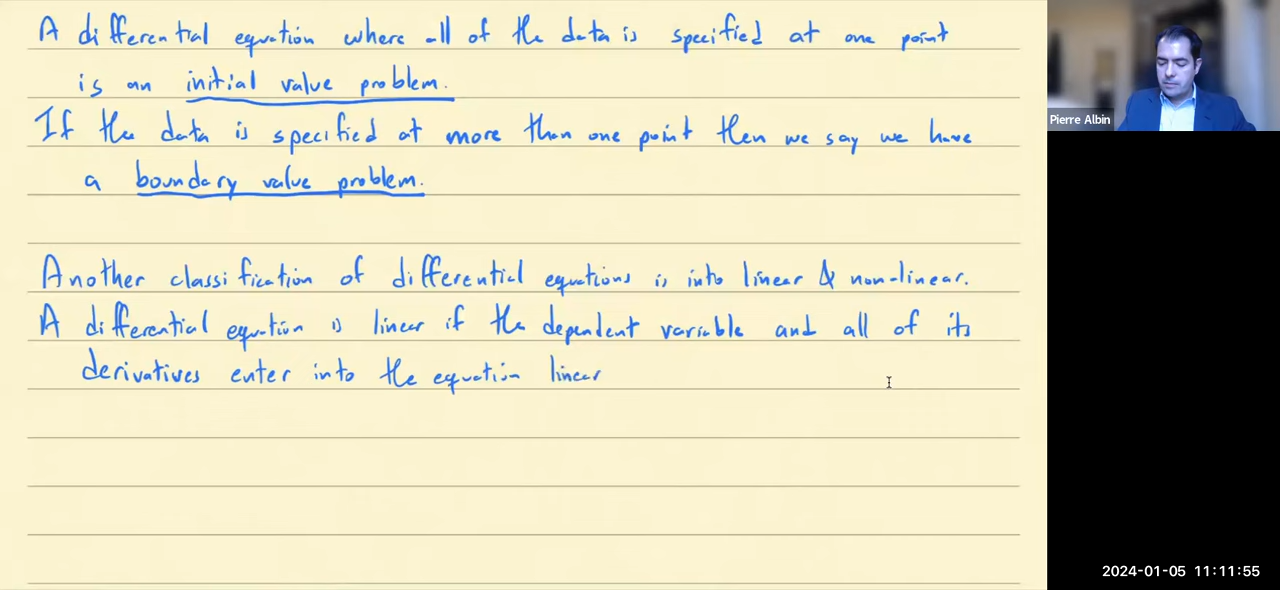 A differential equation where all of the data is specified at one point
is an initial value problem.
If the data is specified at more than one point then we say we have
a boundary value problem.
Another classification of differential equations is into linear & non-linear.
A differential equation is linear if the dependent variable and all of its
derivatives enter into the equation linear
Pierre Albin
2024-01-05 11:11:55